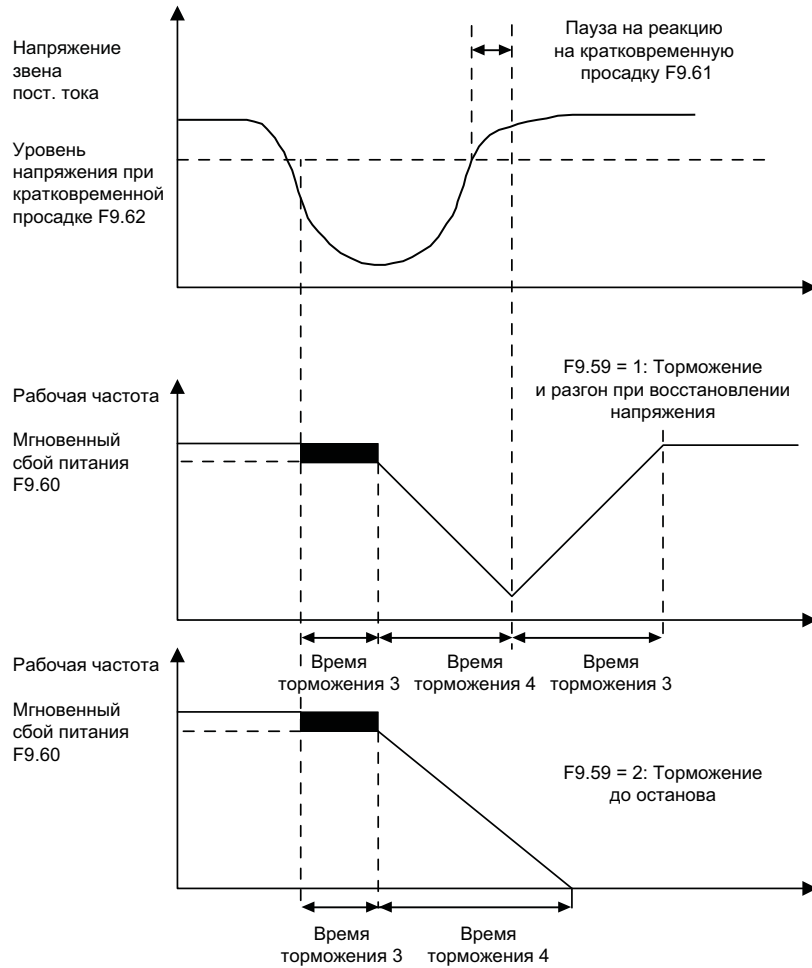 Напряжение
звена
пост. тока
Пауза на реакцию
на кратковременную
просадку F9.61
Уровень
напряжения при
кратковременной
просадке F9.62
Рабочая частота
F9.59 = 1: Торможение
и разгон при восстановлении
напряжения
Мгновенный
сбой питания
F9.60
Время
торможения 3
Время
торможения 4
Время
торможения 3
Рабочая частота
Мгновенный
сбой питания
F9.60
F9.59 = 2: Торможение
до останова
Время
торможения 3
Время
торможения 4